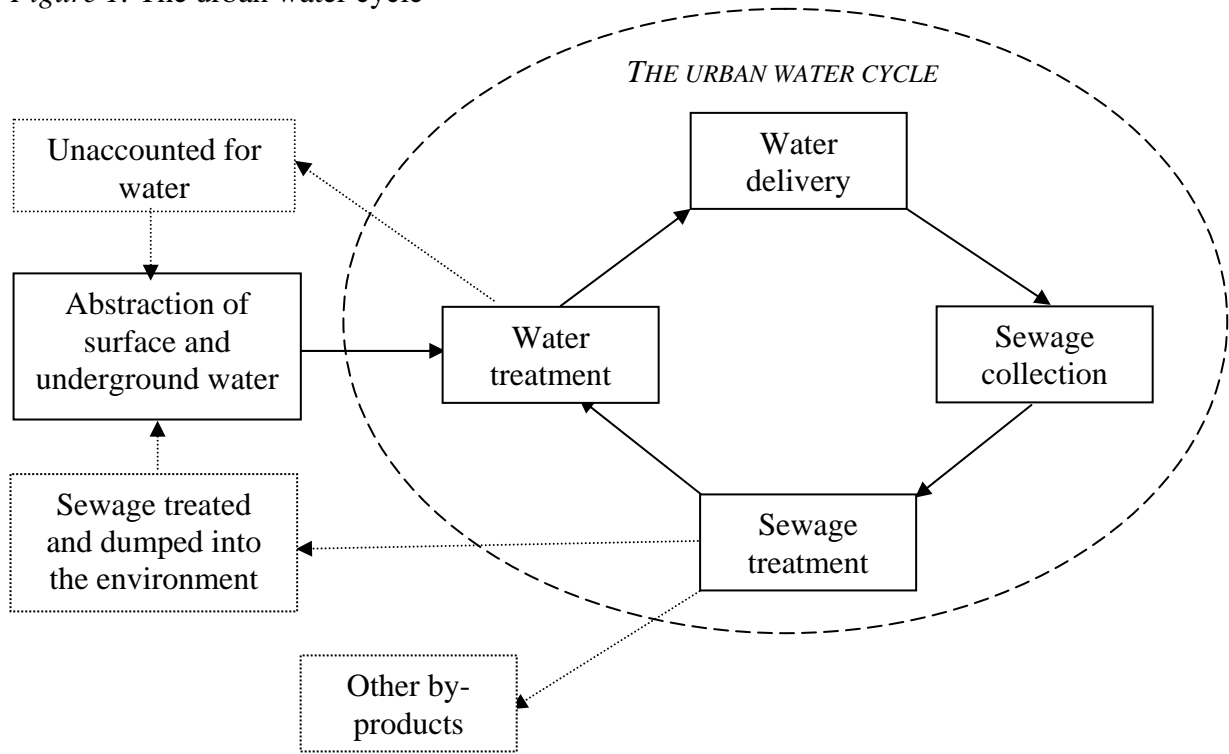 Figure 1. The urban water cycle
THE URBAN WATER CYCLE
Unaccounted for
water
Water
delivery
Abstraction of
surface and
underground water
Water
treatment
Sewage
collection
Sewage treated
and dumped into
the environment
Sewage
treatment
Other by-
products